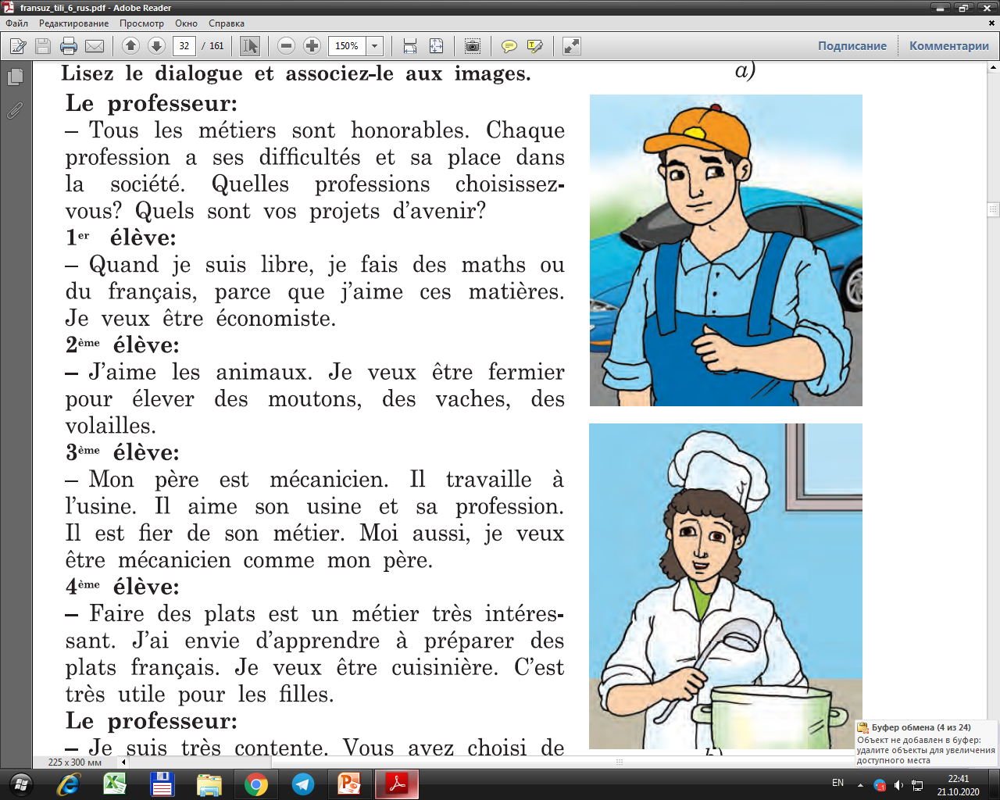 fransuz_tili_6_rus.pdf - Adobe Reader
Файл Редактирование Просмотр Окно Справка
32 / 161 150% Подписание Комментарии
Lisez le dialogue et associez-le aux images.
a)
Le professeur:
– Tous les métiers sont honorables. Chaque
profession a ses difficultés et sa place dans
la société. Quelles professions choisissez-
vous? Quels sont vos projets d’avenir?
1er élève:
– Quand je suis libre, je fais des maths ou
du français, parce que j’aime ces matières.
Je veux être économiste.
2ème élève:
– J’aime les animaux. Je veux être fermier
pour élever des moutons, des vaches, des
volailles.
3ème élève:
– Mon père est mécanicien. Il travaille à
l’usine. Il aime son usine et sa profession.
Il est fier de son métier. Moi aussi, je veux
être mécanicien comme mon père.
4ème élève:
– Faire des plats est un métier très intéres-
sant. J’ai envie d’apprendre à préparer des
plats français. Je veux être cuisinière. C’est
très utile pour les filles.
Le professeur:
– Je suis très contente. Vous avez choisi de
b)
Буфер обмена (4 из 24)
Объект не добавлен в буфер:
удалите объекты для увеличения
доступного места
225 x 300 мм
EN
22:41
21.10.2020